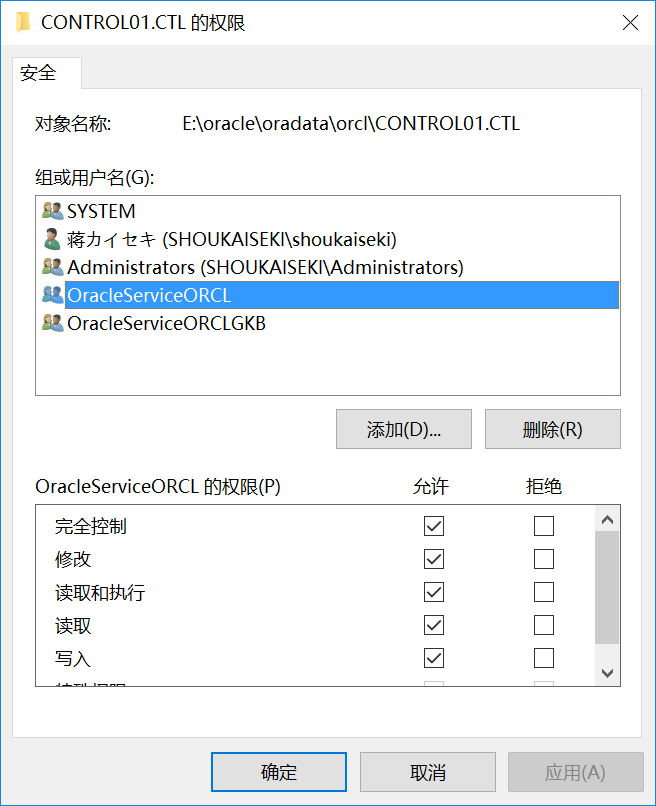 CONTROL01.CTL 的权限
安全
对象名称: E:\oracle\oradata\orcl\CONTROL01.CTL
组或用户名(G):
SYSTEM
蒋カイセキ (SHOUKAISEKI\shoukaiseki)
Administrators (SHOUKAISEKI\Administrators)
OracleServiceORCL
OracleServiceORCLGKB
添加(D)... 删除(R)
OracleServiceORCL 的权限(P) 允许 拒绝
完全控制
修改
读取和执行
读取
写入
确定 取消 应用(A)